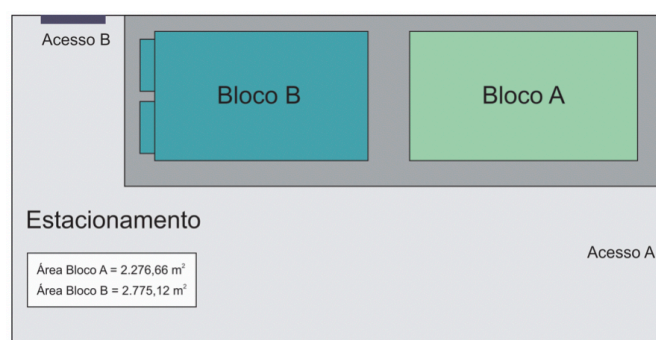 Acesso B
Bloco B
Bloco A
Estacionamento
Acesso A
Área Bloco A = 2.276,66 m²
Área Bloco B = 2.775,12 m²